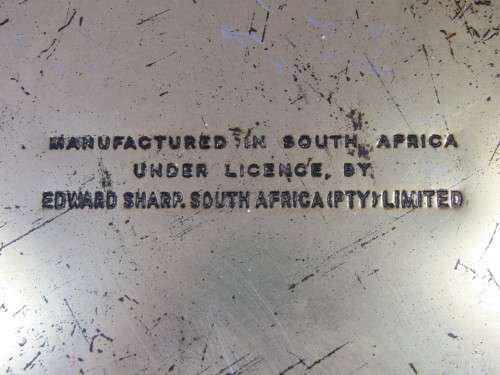 MANUFACTURED IN SOUTH AFRICA
UNDER LICENCE, BY
EDWARD SHARP. SOUTH AFRICA (PTY) LIMITED